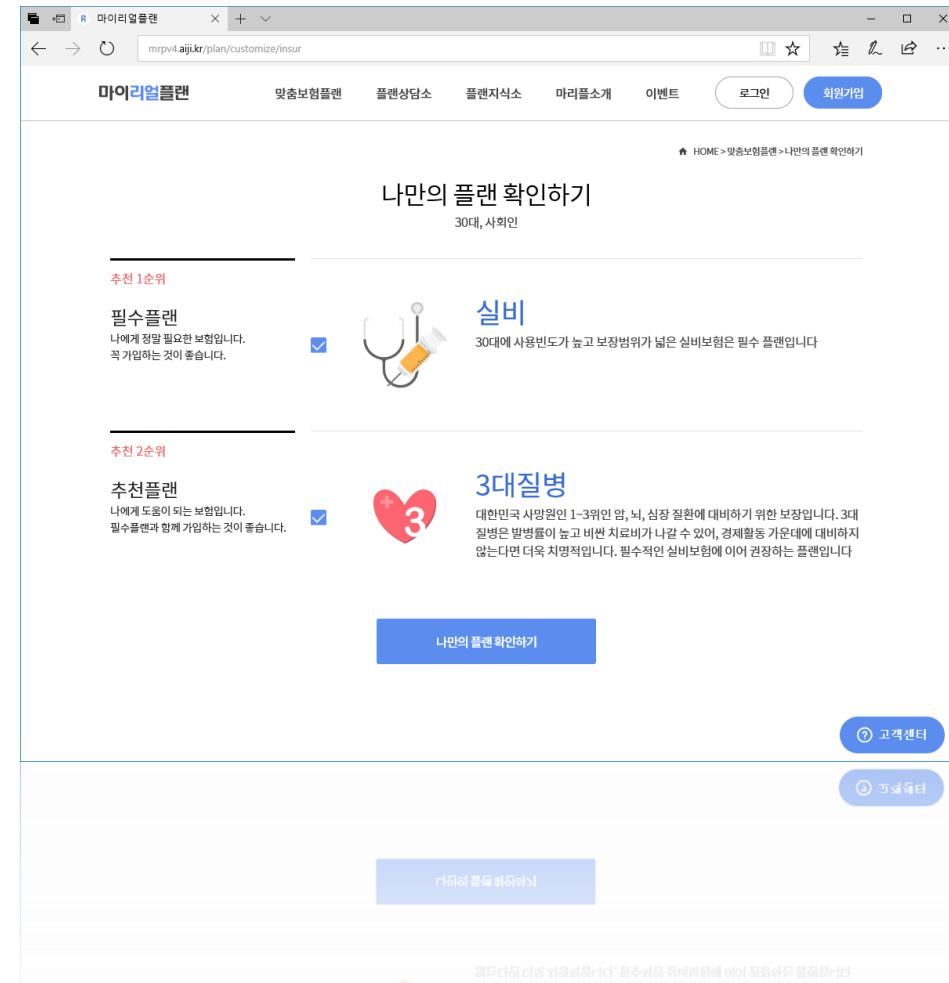 마이리얼플랜
mrpv4.aiji.kr/plan/customize/insur
마이리얼플랜 맞춤보험플랜 플랜상담소 플랜지식소 마리플소개 이벤트 로그인 회원가입
HOME > 맞춤보험플랜 > 나만의 플랜 확인하기
나만의 플랜 확인하기
30대, 사회인
추천 1순위
필수플랜
나에게 정말 필요한 보험입니다.
꼭 가입하는 것이 좋습니다.
실비
30대에 사용빈도가 높고 보장범위가 넓은 실비보험은 필수 플랜입니다
추천 2순위
추천플랜
나에게 도움이 되는 보험입니다.
필수플랜과 함께 가입하는 것이 좋습니다.
3
3대질병
대한민국 사망원인 1~3위인 암, 뇌, 심장 질환에 대비하기 위한 보장입니다. 3대
질병은 발병률이 높고 비싼 치료비가 나갈 수 있어, 경제활동 가운데에 대비하지
않는다면 더욱 치명적입니다. 필수적인 실비보험에 이어 권장하는 플랜입니다
나만의 플랜 확인하기
고객센터